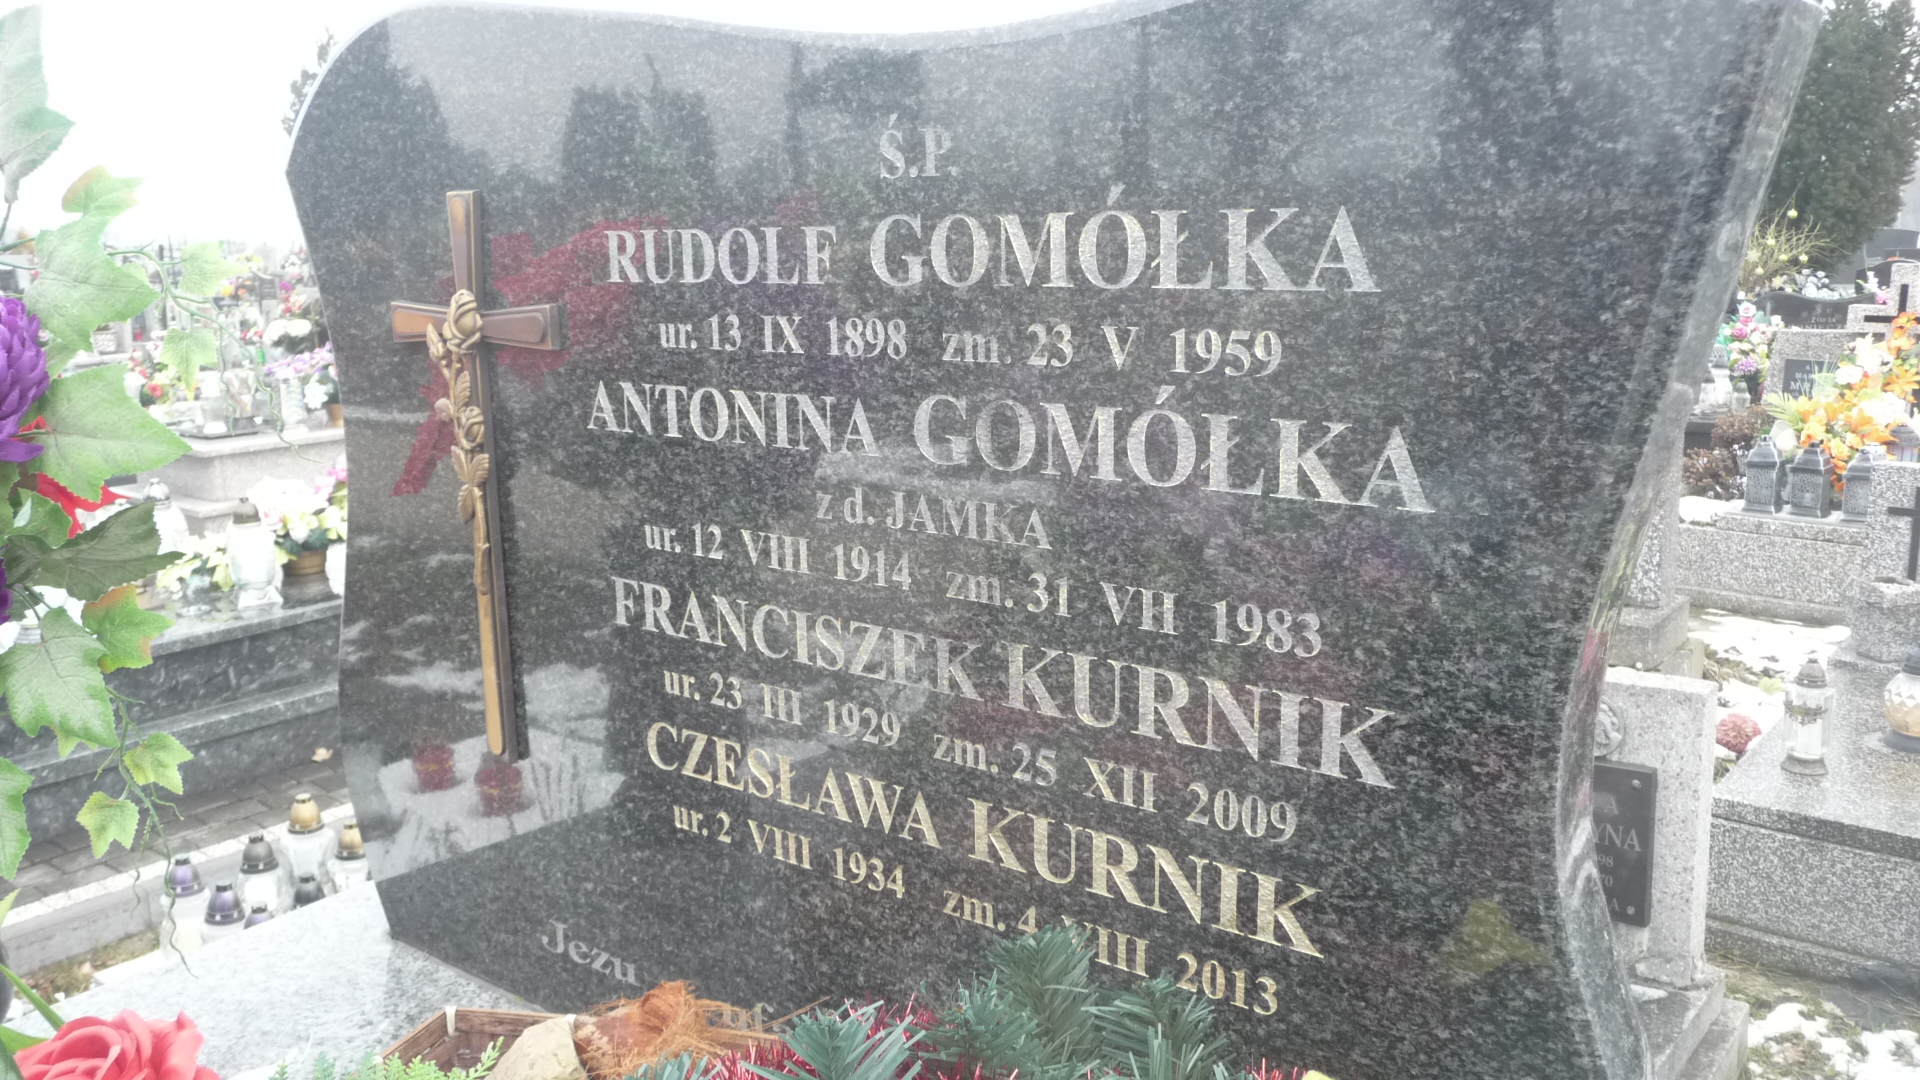 Ś.P.
RUDOLF GOMÓŁKA
ur. 13 IX 1898 zm. 23 V 1959
ANTONINA GOMÓŁKA
z d. JAMKA
ur. 12 VIII 1914 zm. 31 VII 1983
FRANCISZEK KURNIK
ur. 23 III 1929 zm. 25 XII 2009
CZESŁAWA KURNIK
ur. 2 VIII 1934 zm. 4 VIII 2013
Jezu